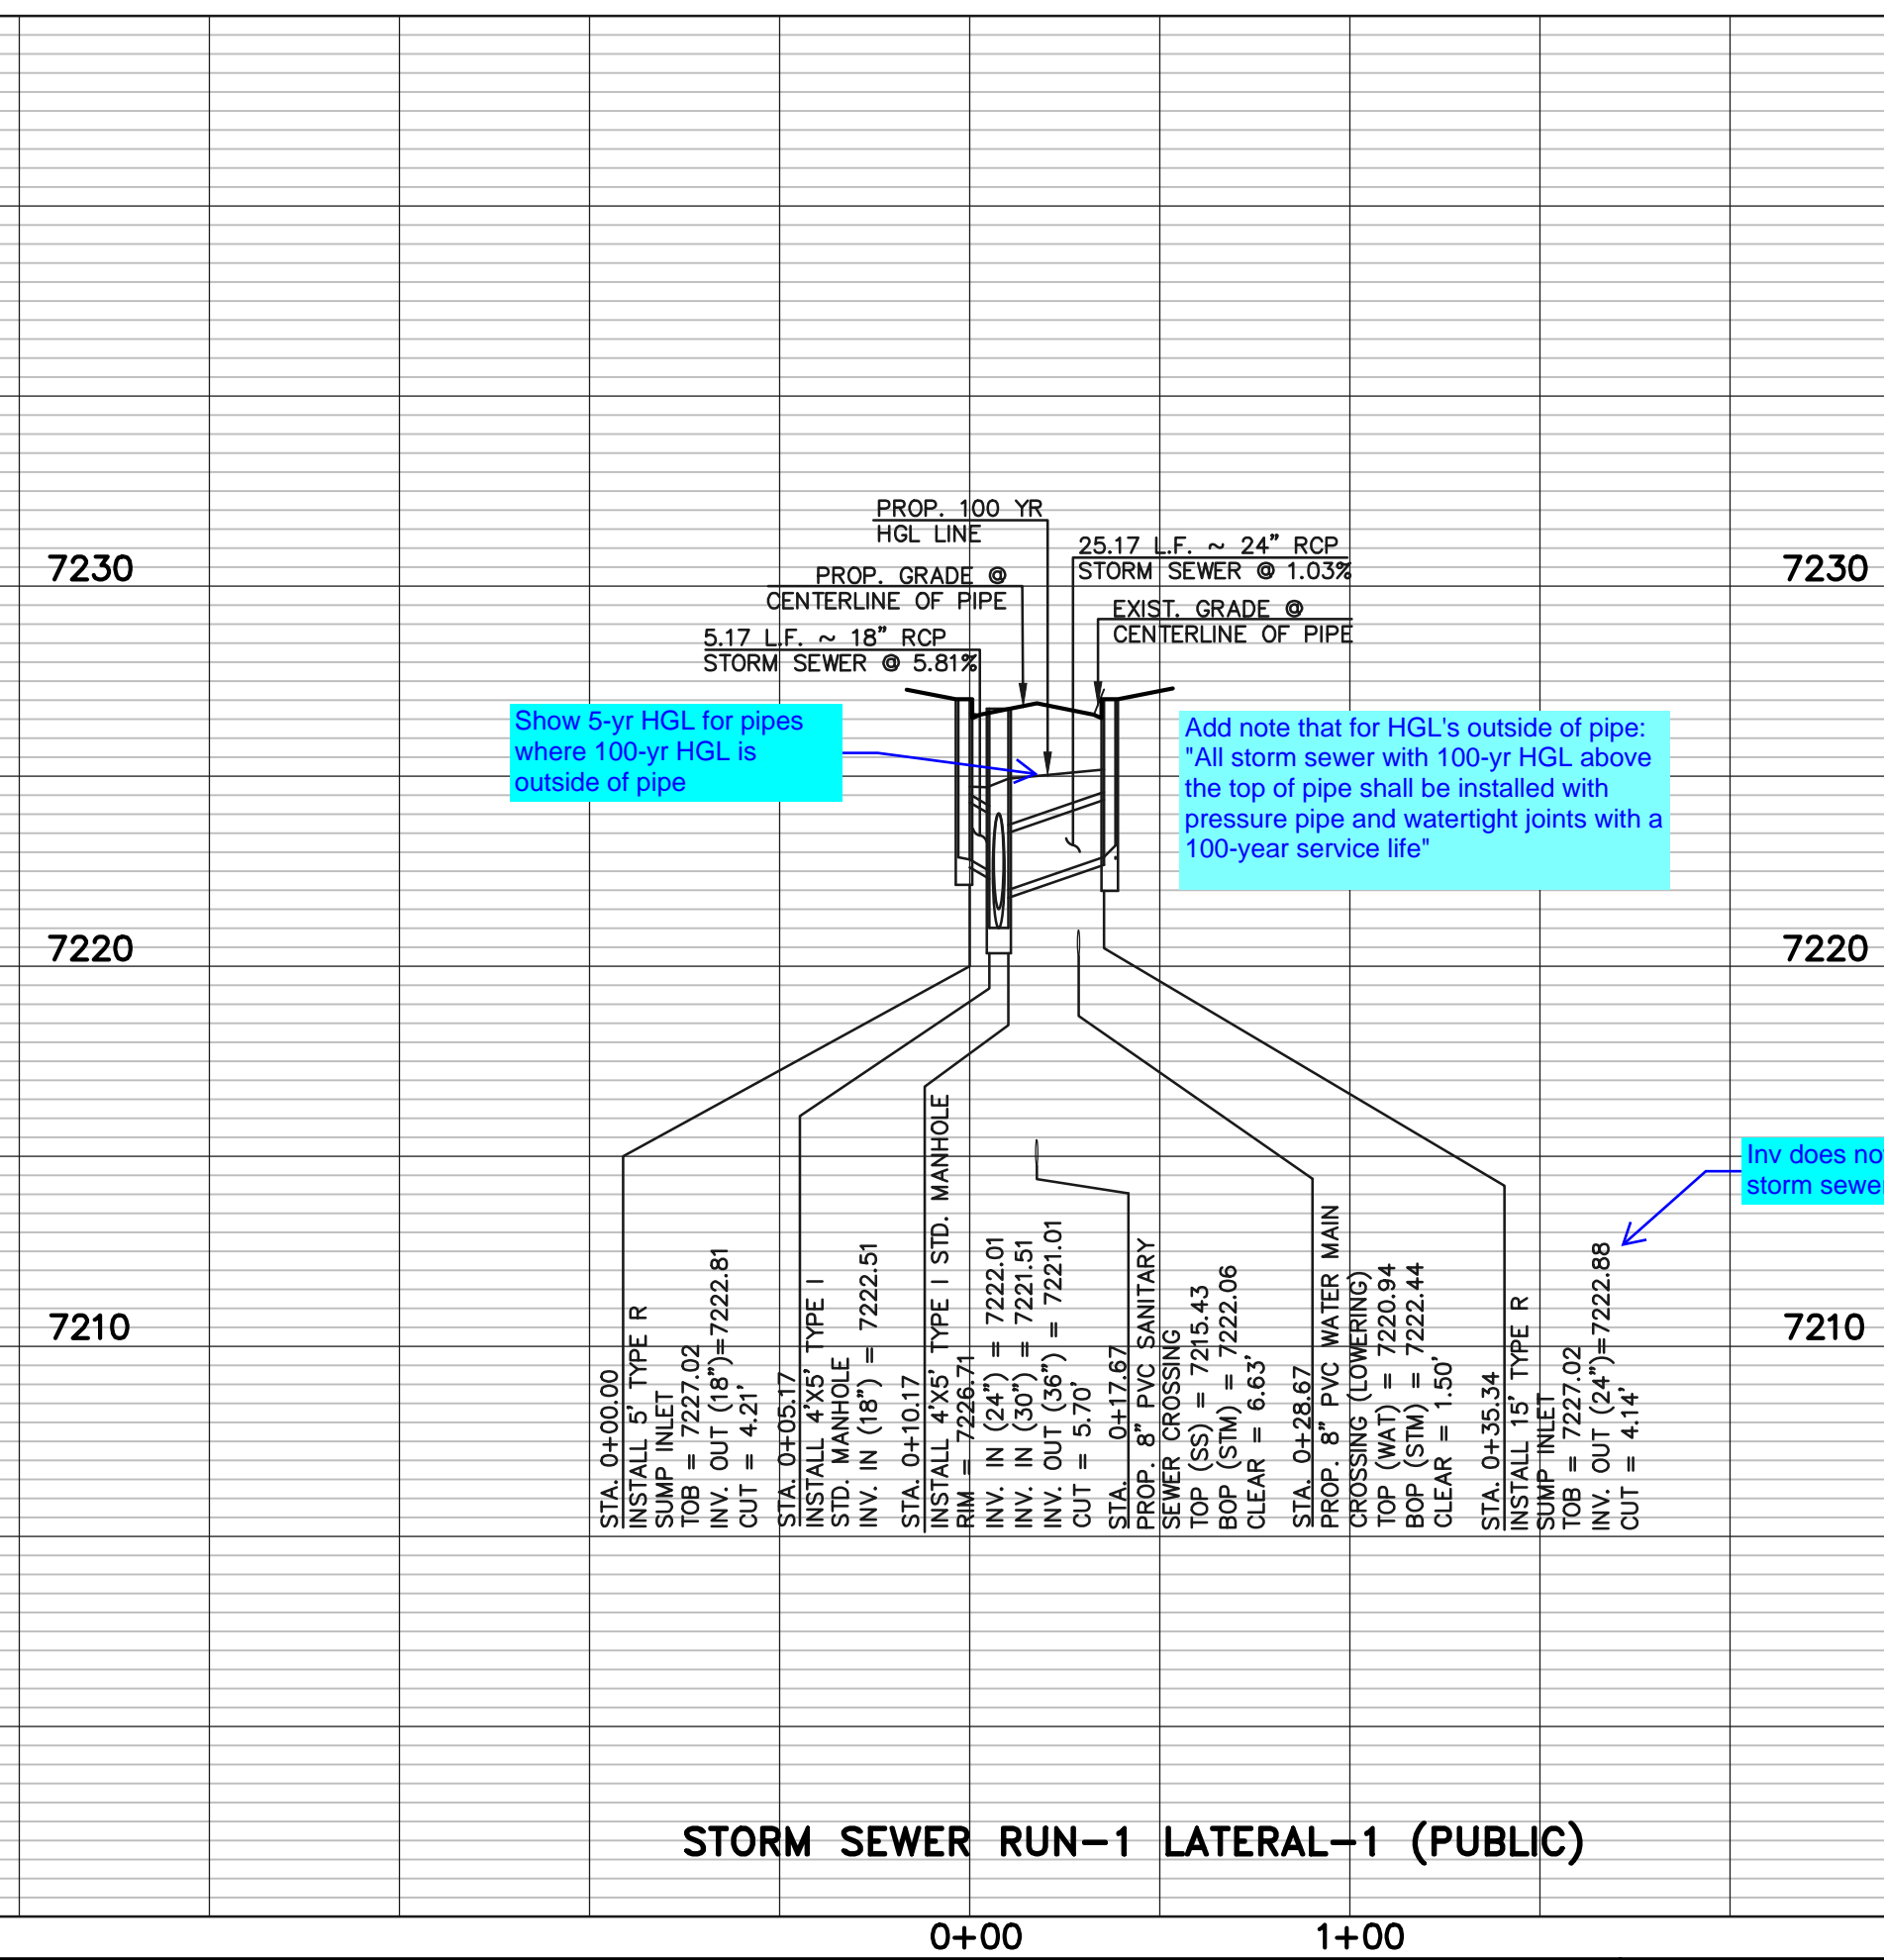 PROP. 100 YR
HGL LINE
25.17 L.F. ~ 24" RCP
STORM SEWER @ 1.03%
PROP. GRADE @
CENTERLINE OF PIPE
EXIST. GRADE @
CENTERLINE OF PIPE
5.17 L.F. ~ 18" RCP
STORM SEWER @ 5.81%
7230
7230
Show 5-yr HGL for pipes
where 100-yr HGL is
outside of pipe
Add note that for HGL's outside of pipe:
"All storm sewer with 100-yr HGL above
the top of pipe shall be installed with
pressure pipe and watertight joints with a
100-year service life"
7220
7220
Inv does
storm
7210
7210
STA. 0+00.00
INSTALL 5' TYPE R
SUMP INLET
TOB = 7227.02
INV. OUT (18")=7222.81
CUT = 4.21'
STA. 0+05.17
INSTALL 4'X5' TYPE I
STD. MANHOLE
INV. IN (18") = 7222.51
STA. 0+10.17
INSTALL 4'X5' TYPE I STD. MANHOLE
RIM = 7226.71
INV. IN (24") = 7222.01
INV. IN (30") = 7221.51
INV. OUT (36") = 7221.01
CUT = 5.70'
STA. 0+17.67
PROP. 8" PVC SANITARY
SEWER CROSSING
TOP (SS) = 7215.43
BOP (STM) = 7222.06
CLEAR = 6.63'
STA. 0+28.67
PROP. 8" PVC WATER MAIN
CROSSING (LOWERING)
TOP (WAT) = 7220.94
BOP (STM) = 7222.44
CLEAR = 1.50'
STA. 0+35.34
INSTALL 15' TYPE R
SUMP INLET
TOB = 7227.02
INV. OUT (24")=7222.88
CUT = 4.14'
STORM SEWER RUN-1 LATERAL-1 (PUBLIC)
0+00
1+00